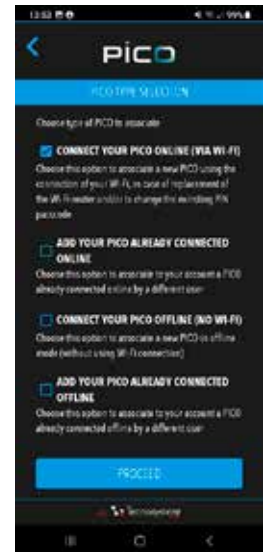 13:53
99%
PICO
PICO TYPE SELECTION
Choose type of PICO to associate
CONNECT YOUR PICO ONLINE (VIA WI-FI)
Choose this option to associate a new PICO using the
connection of your Wi-Fi, in case of replacement of
the Wi-Fi router and/or to change the existing PIN
passcode
ADD YOUR PICO ALREADY CONNECTED
ONLINE
Choose this option to associate to your account a PICO
already connected online by a different user
CONNECT YOUR PICO OFFLINE (NO WI-FI)
Choose this option to associate a new PICO in offline
mode (without using Wi-Fi connection)
ADD YOUR PICO ALREADY CONNECTED
OFFLINE
Choose this option to associate to your account a PICO
already connected offline by a different user
PROCEED